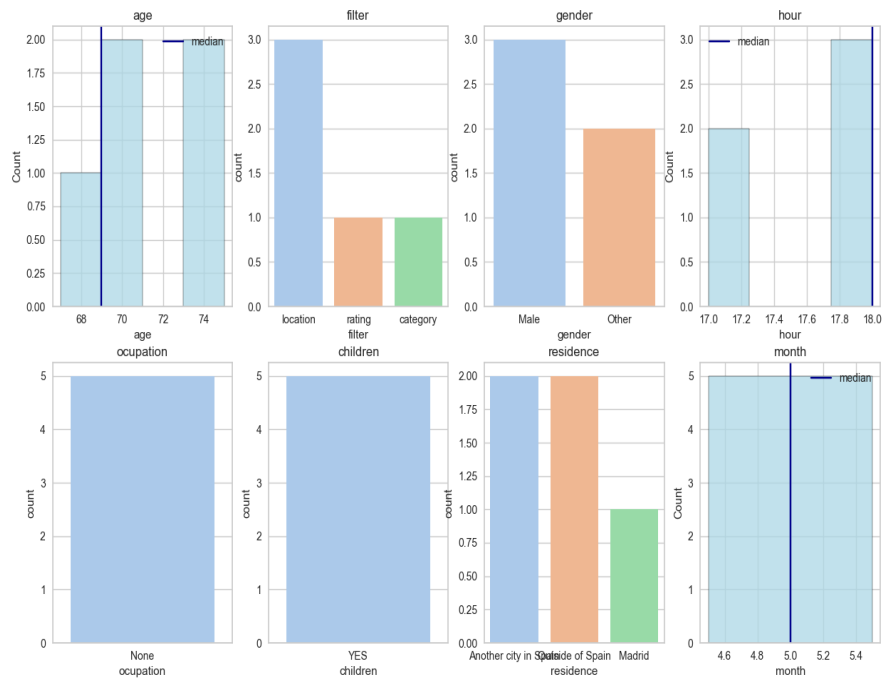 age
2.00
1.75
1.50
1.25
1.00
0.75
0.50
0.25
0.00
Count
median
68 70 72 74
age
filter
3.0
2.5
2.0
1.5
1.0
0.5
0.0
count
location rating category
filter
gender
3.0
2.5
2.0
1.5
1.0
0.5
0.0
count
Male Other
gender
hour
3.0
2.5
2.0
1.5
1.0
0.5
0.0
Count
median
17.0 17.2 17.4 17.6 17.8 18.0
hour
ocupation
5
4
3
2
1
0
count
None
ocupation
children
5
4
3
2
1
0
count
YES
children
residence
2.00
1.75
1.50
1.25
1.00
0.75
0.50
0.25
0.00
count
Another city in Spain Outside of Spain Madrid
residence
month
5
4
3
2
1
0
Count
median
4.6 4.8 5.0 5.2 5.4
month